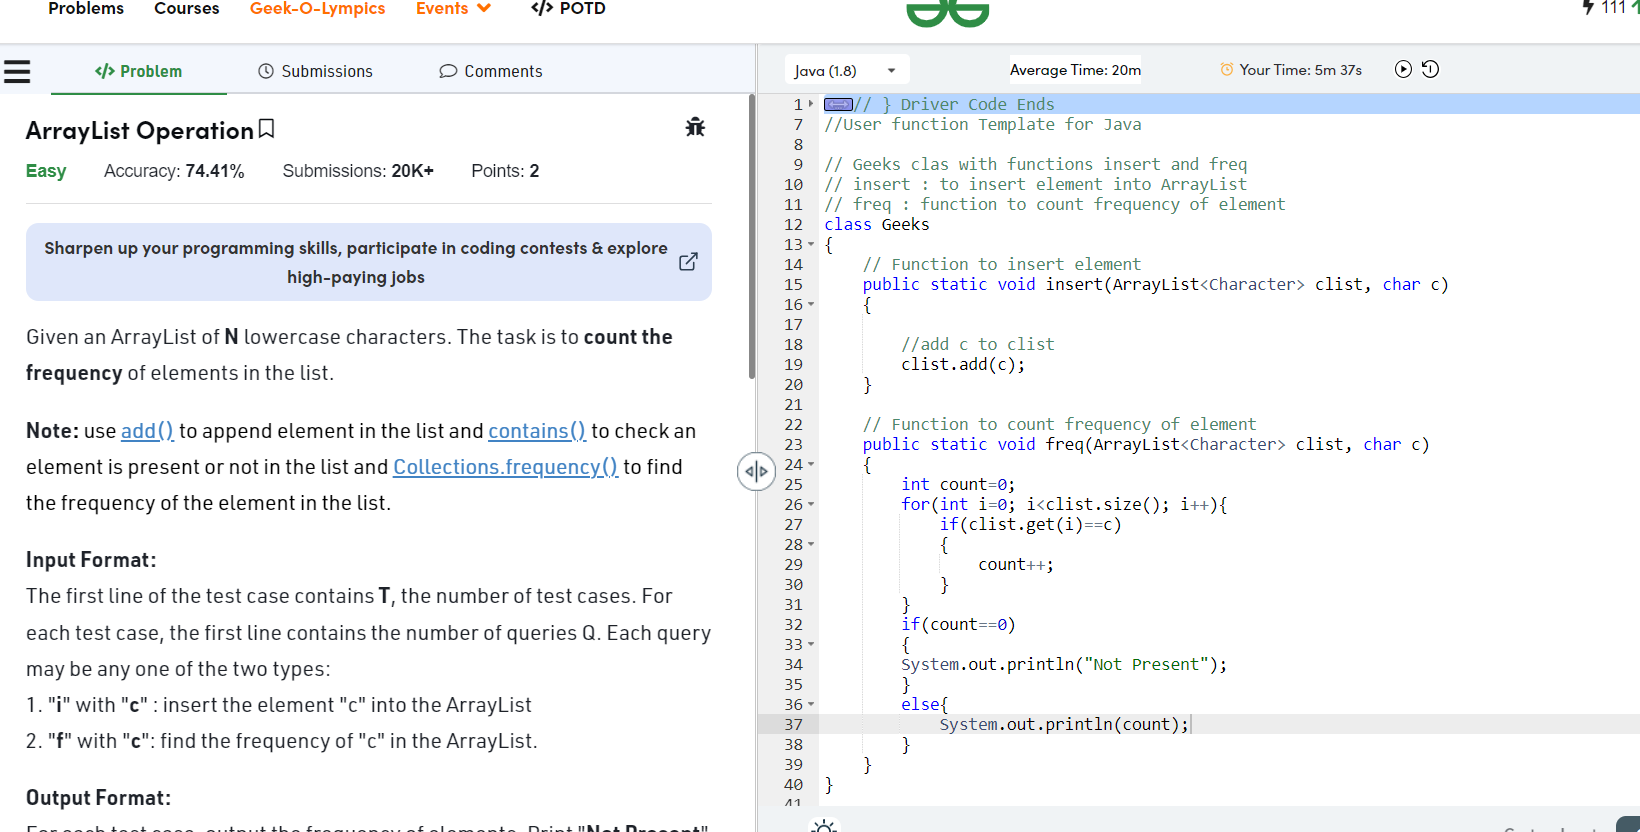 Problems Courses Geek-O-Lympics Events </> POTD
111
</> Problem Submissions Comments
ArrayList Operation
Easy Accuracy: 74.41% Submissions: 20K+ Points: 2
Sharpen up your programming skills, participate in coding contests & explore
high-paying jobs
Given an ArrayList of N lowercase characters. The task is to count the
frequency of elements in the list.
Note: use add() to append element in the list and contains() to check an
element is present or not in the list and Collections.frequency() to find
the frequency of the element in the list.
Input Format:
The first line of the test case contains T, the number of test cases. For
each test case, the first line contains the number of queries Q. Each query
may be any one of the two types:
1. "i" with "c" : insert the element "c" into the ArrayList
2. "f" with "c": find the frequency of "c" in the ArrayList.
Output Format:
For each test case, output the frequency of elements. Print "Not Present"
Java (1.8) Average Time: 20m Your Time: 5m 37s
1 // } Driver Code Ends
7 //User function Template for Java
8
9 // Geeks clas with functions insert and freq
10 // insert : to insert element into ArrayList
11 // freq : function to count frequency of element
12 class Geeks
13 {
14 // Function to insert element
15 public static void insert(ArrayList<Character> clist, char c)
16 {
17
18 //add c to clist
19 clist.add(c);
20 }
21
22 // Function to count frequency of element
23 public static void freq(ArrayList<Character> clist, char c)
24 {
25 int count=0;
26 for(int i=0; i<clist.size(); i++){
27 if(clist.get(i)==c)
28 {
29 count++;
30 }
31 }
32 if(count==0)
33 {
34 System.out.println("Not Present");
35 }
36 else{
37 System.out.println(count);
38 }
39 }
40 }
41